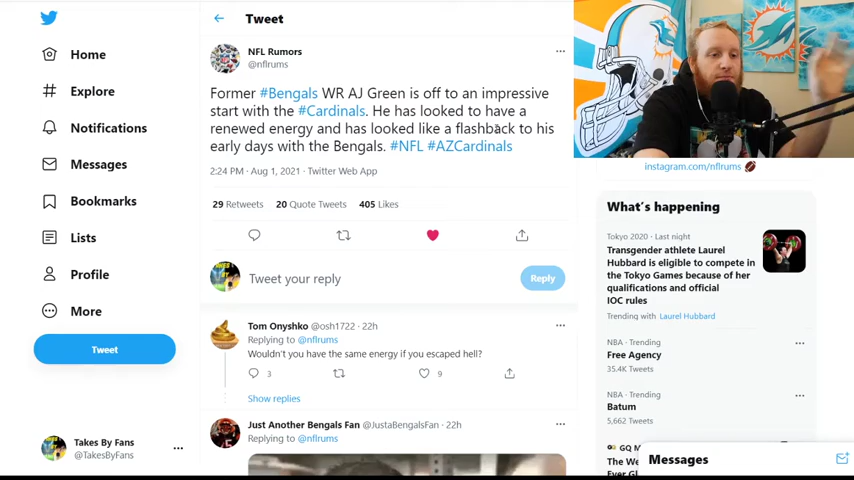 Home
Explore
Notifications
Messages
Bookmarks
Lists
Profile
More
Tweet
Takes By Fans
@TakesByFans
Tweet
NFL Rumors
@nflrums
Former #Bengals WR AJ Green is off to an impressive
start with the #Cardinals. He has looked to have a
renewed energy and has looked like a flashback to his
early days with the Bengals. #NFL #AZCardinals
2:24 PM · Aug 1, 2021 · Twitter Web App
29 Retweets 20 Quote Tweets 405 Likes
Tweet your reply
Reply
Tom Onyshko @osh1722 · 22h
Replying to @nflrums
Wouldn't you have the same energy if you escaped hell?
3 9
Show replies
Just Another Bengals Fan @JustaBengalsFan · 22h
Replying to @nflrums
instagram.com/nflrums
What's happening
Tokyo 2020 · Last night
Transgender athlete Laurel
Hubbard is eligible to compete in
the Tokyo Games because of her
qualifications and official
IOC rules
Trending with Laurel Hubbard
NBA · Trending
Free Agency
35.4K Tweets
NBA · Trending
Batum
5,662 Tweets
GQ M
The We
Ever Gl
Messages